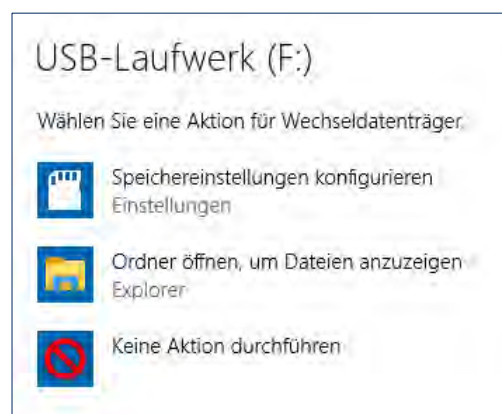 USB-Laufwerk (F:)
Wählen Sie eine Aktion für Wechseldatenträger.
Speichereinstellungen konfigurieren
Einstellungen
Ordner öffnen, um Dateien anzuzeigen
Explorer
Keine Aktion durchführen